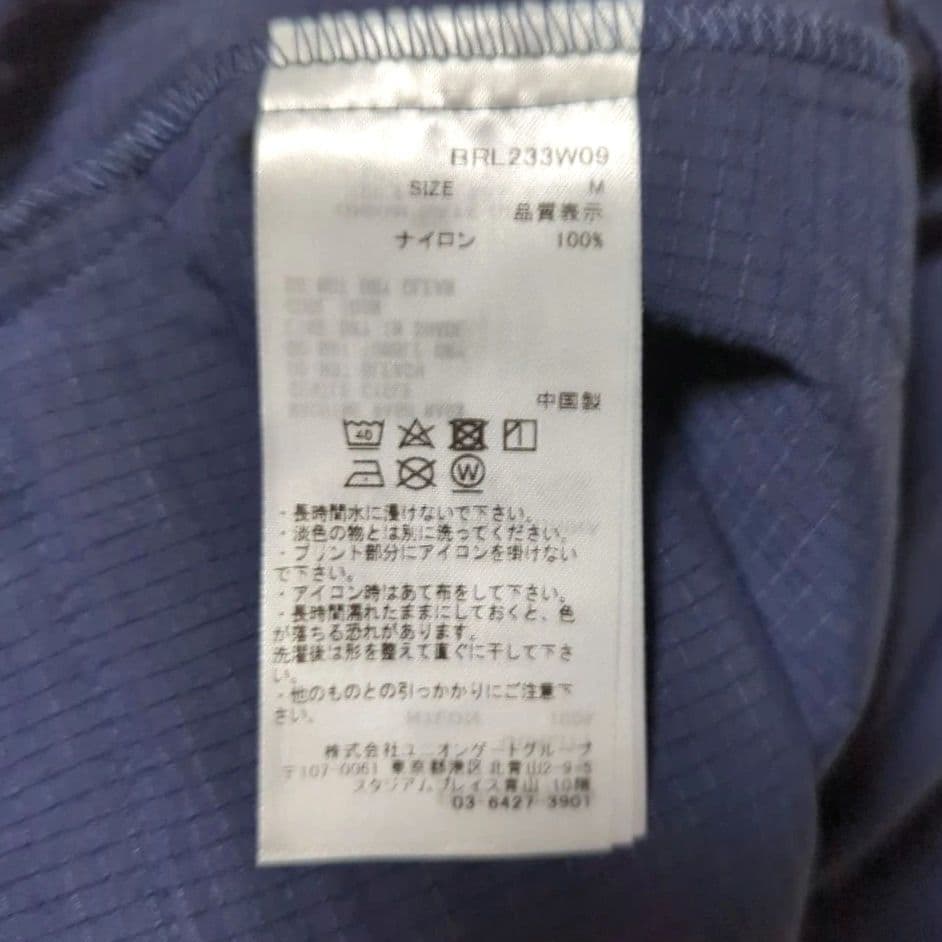 BRL233W09
SIZE M
品質表示
ナイロン 100%
中国製
40
W
・長時間水に浸けないで下さい。
・淡色の物とは別に洗ってください。
・プリント部分にアイロンを掛けない
で下さい。
・アイロン時はあて布をして下さい。
・長時間濡れたままにしておくと、色
が落ちる恐れがあります。
洗濯後は形を整えて直ぐに干して下さ
い。
・他のものとの引っかかりにご注意下
さい。
株式会社ユニオンゲートグループ
〒107-0061 東京都港区北青山2-9-5
スタジアムプレイス青山 10階
03-6427-3901